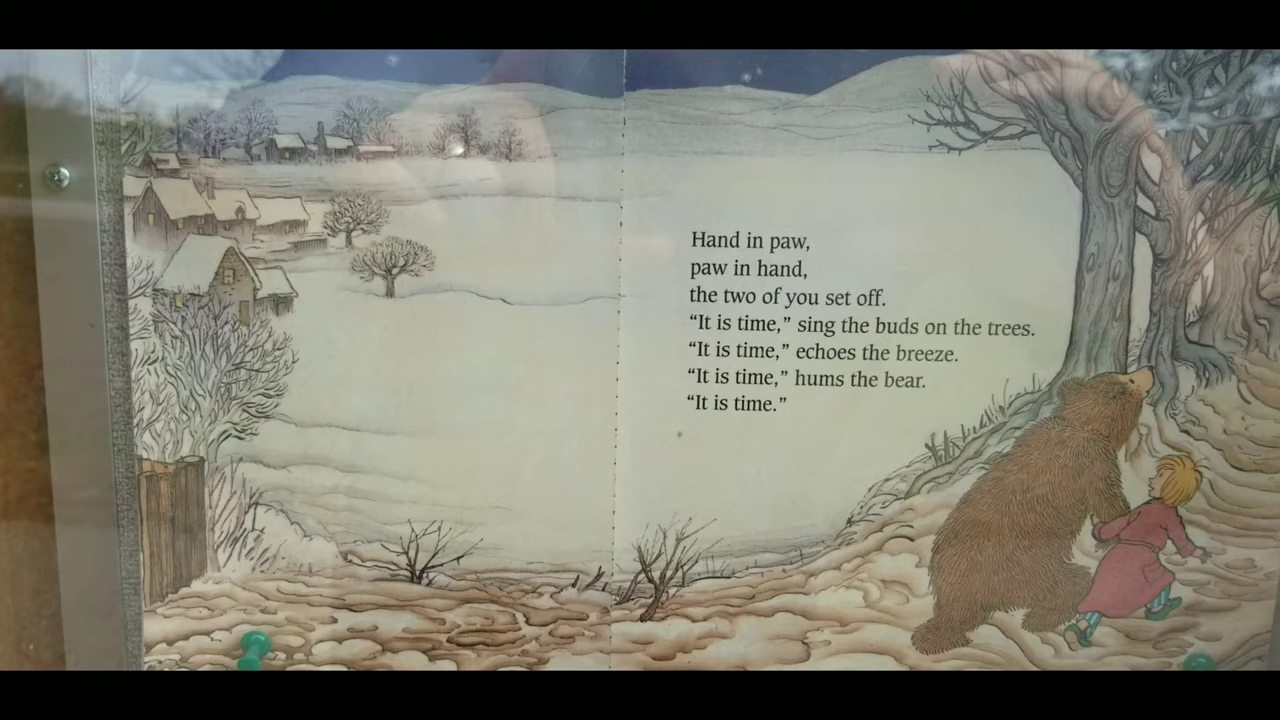 Hand in paw,
paw in hand,
the two of you set off.
“It is time,” sing the buds on the trees.
“It is time,” echoes the breeze.
“It is time,” hums the bear.
“It is time.”